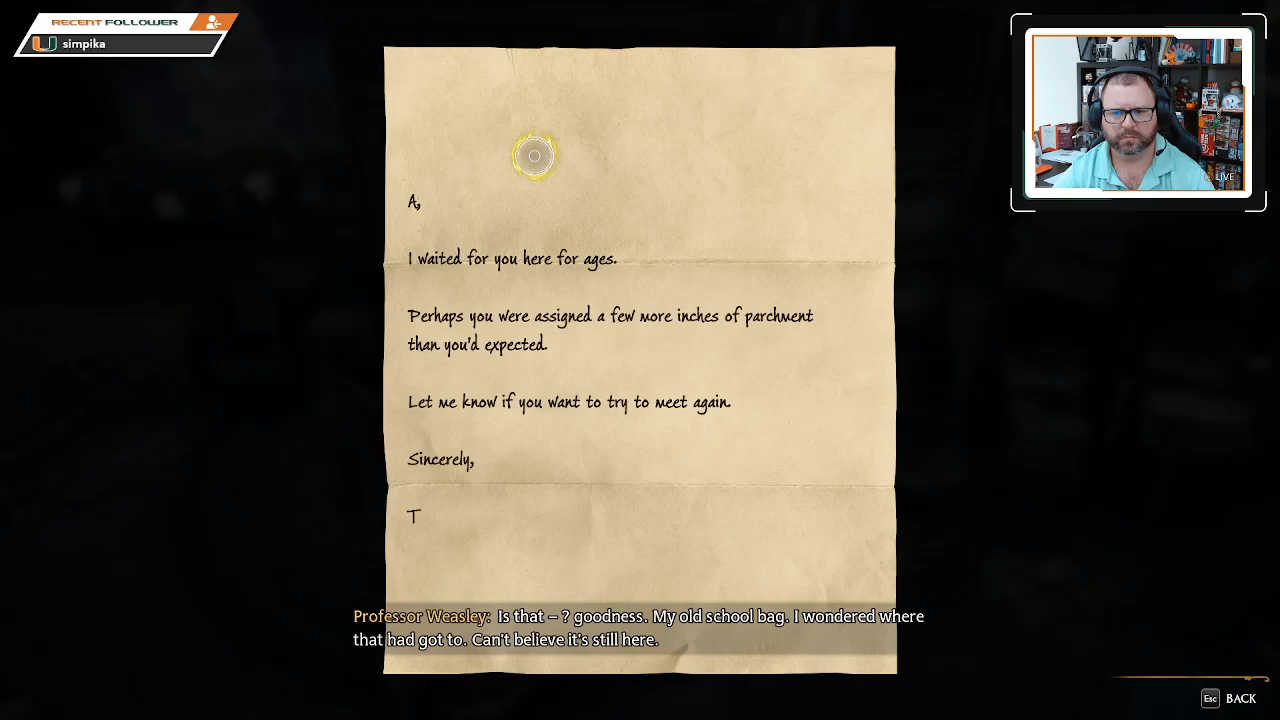 RECENT FOLLOWER
simpika
LIVE
A,
I waited for you here for ages.
Perhaps you were assigned a few more inches of parchment
than you'd expected.
Let me know if you want to try to meet again.
Sincerely,
T
Professor Weasley: Is that – ? goodness. My old school bag. I wondered where
that had got to. Can't believe it's still here.
Esc BACK